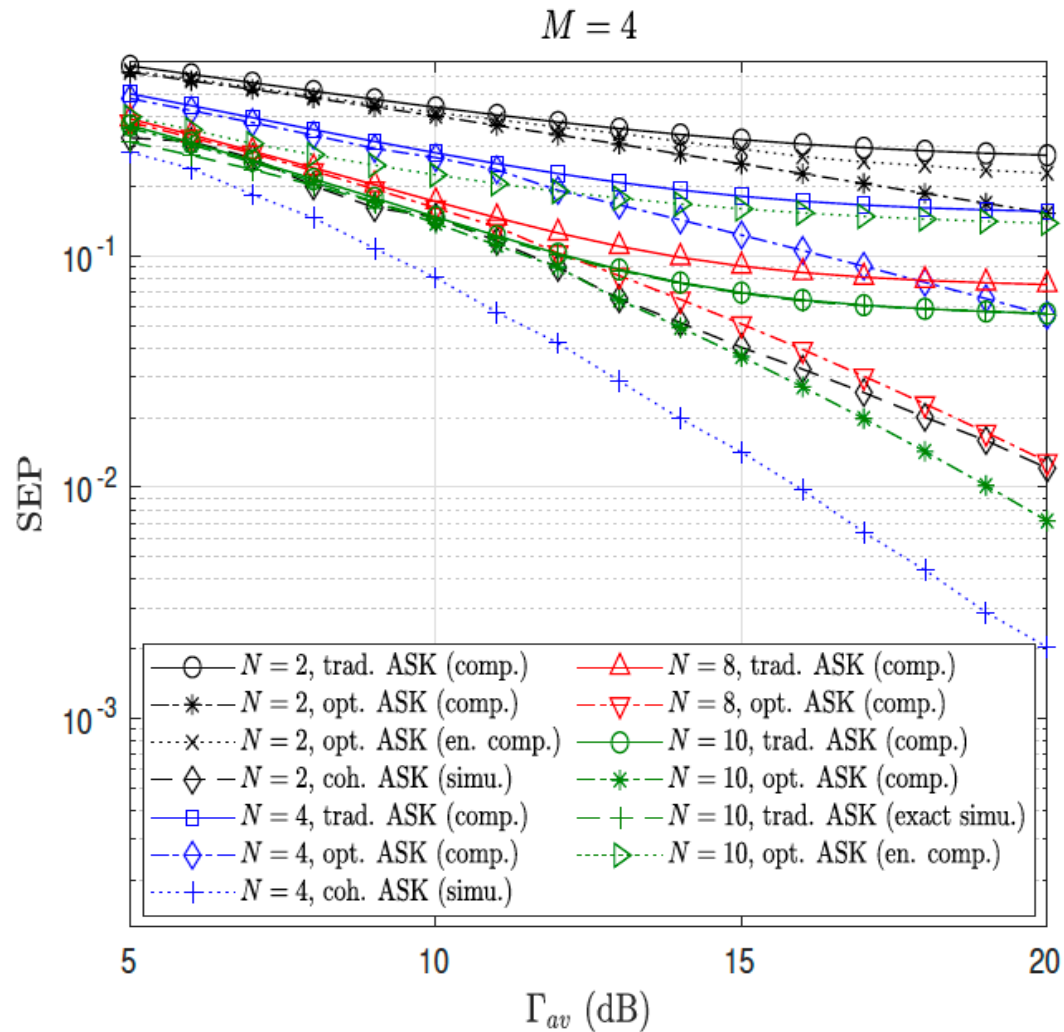 M = 4
SEP
10^-1
10^-2
10^-3
N = 2, trad. ASK (comp.)
N = 2, opt. ASK (comp.)
N = 2, opt. ASK (en. comp.)
N = 2, coh. ASK (simu.)
N = 4, trad. ASK (comp.)
N = 4, opt. ASK (comp.)
N = 4, coh. ASK (simu.)
N = 8, trad. ASK (comp.)
N = 8, opt. ASK (comp.)
N = 10, trad. ASK (comp.)
N = 10, opt. ASK (comp.)
N = 10, trad. ASK (exact simu.)
N = 10, opt. ASK (en. comp.)
5 10 15 20
Γav (dB)